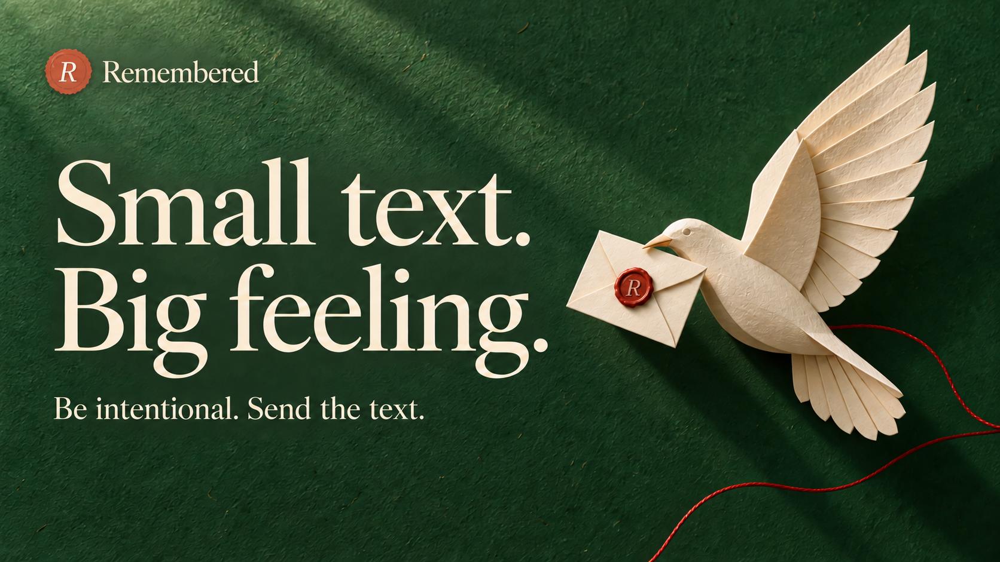 R Remembered
Small text.
Big feeling.
R
Be intentional. Send the text.